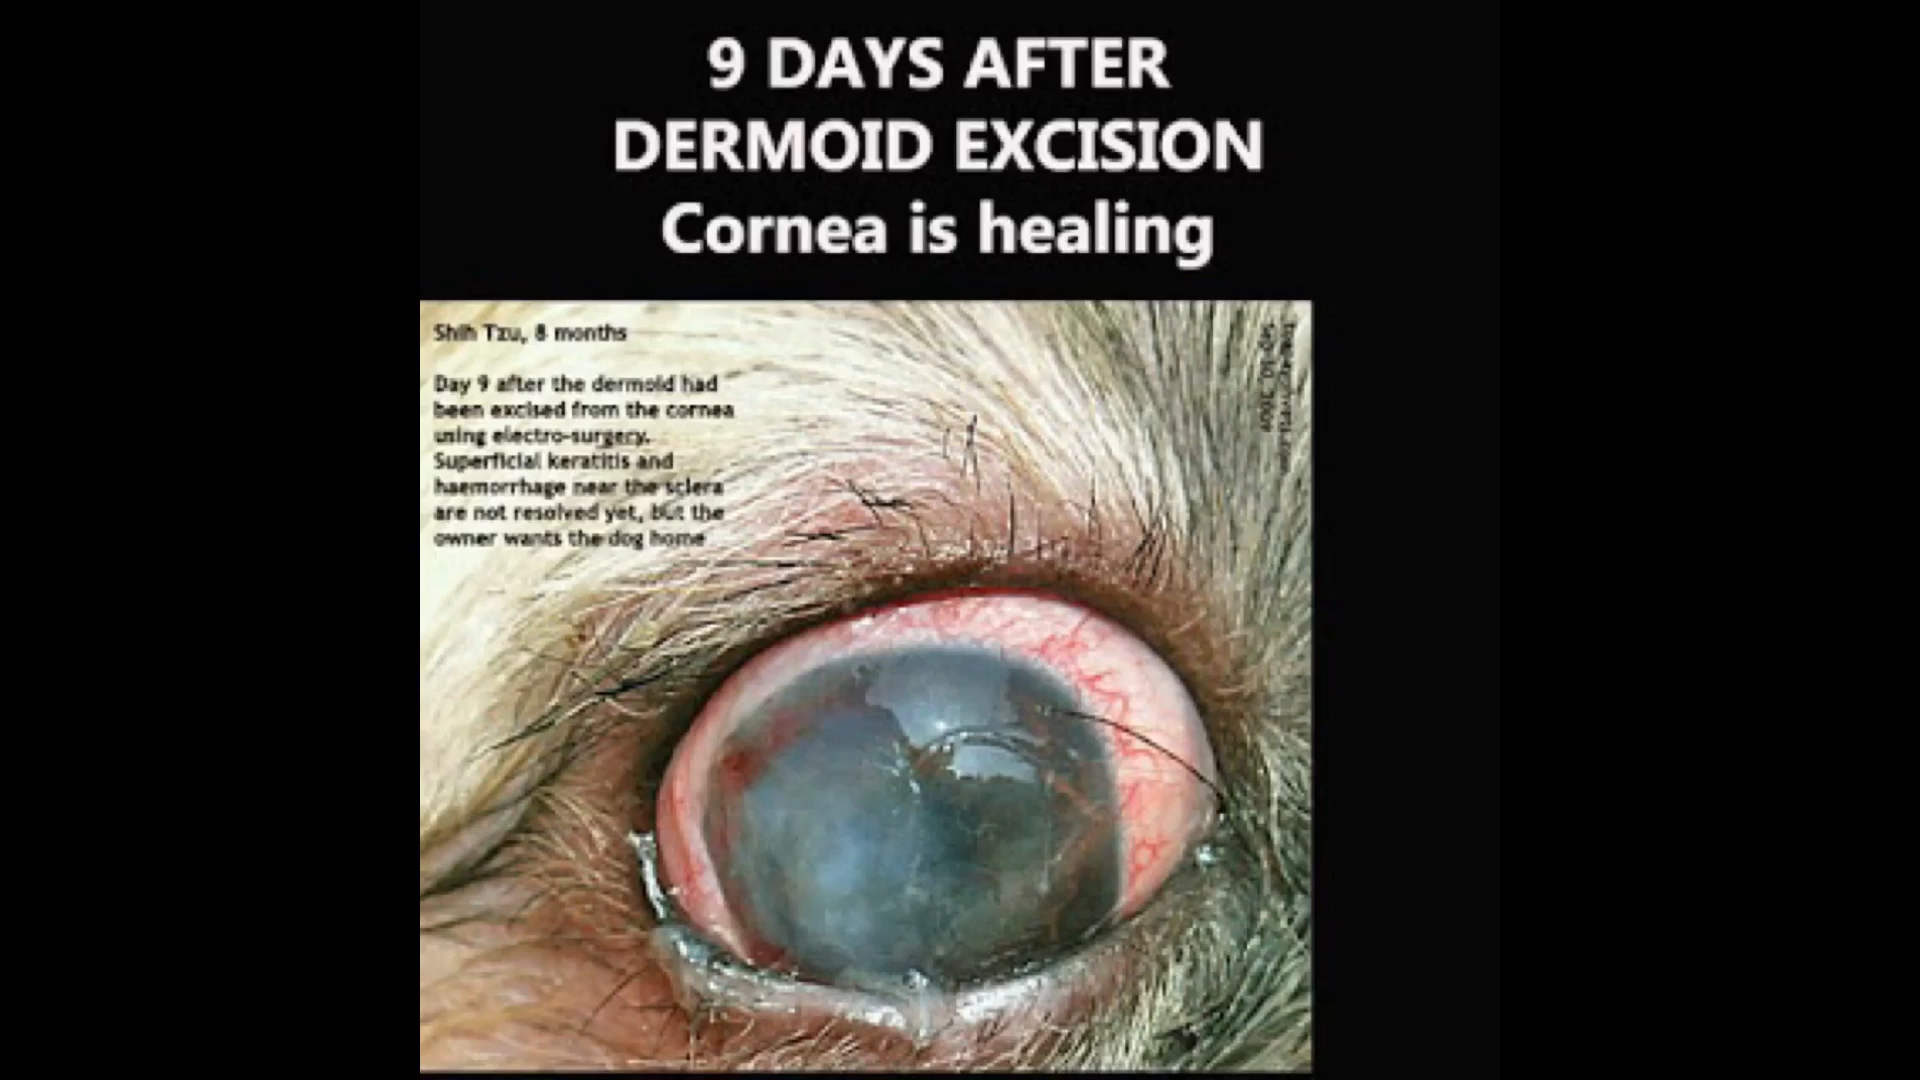 9 DAYS AFTER
DERMOID EXCISION
Cornea is healing
Shih Tzu, 8 months
Day 9 after the dermoid had
been excised from the cornea
using electro-surgery.
Superficial keratitis and
haemorrhage near the sclera
are not resolved yet, but the
owner wants the dog home